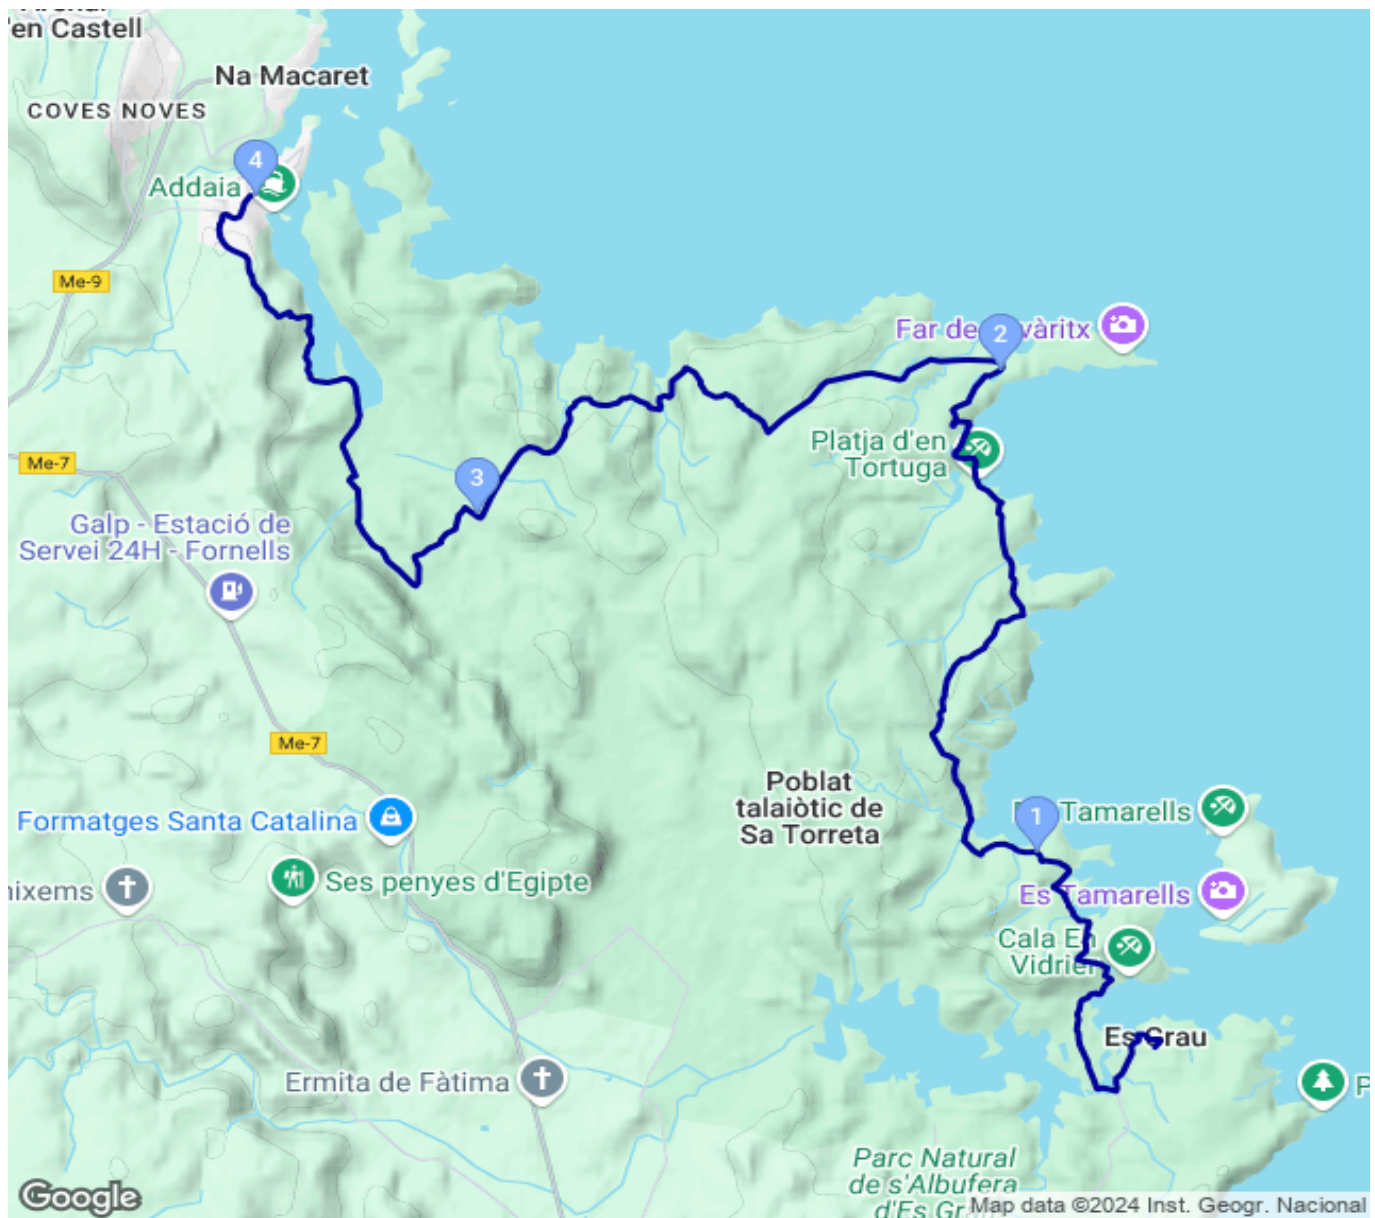 'en Castell
Na Macaret
COVES NOVES
4
Addaia
Me-9
Far de
vàritx
2
Me-7
Platja d'en
Tortuga
3
Galp - Estació de
Servei 24H - Fornells
Me-7
Poblat
talaiòtic de
Sa Torreta
Formatges Santa Catalina
1
Tamarells
Ses penyes d'Egipte
nixems
Es Tamarells
Cala En
Vidrier
Es Grau
Ermita de Fàtima
P
Parc Natural
de s'Albufera
d'Es Gr
Google
Map data ©2024 Inst. Geogr. Nacional